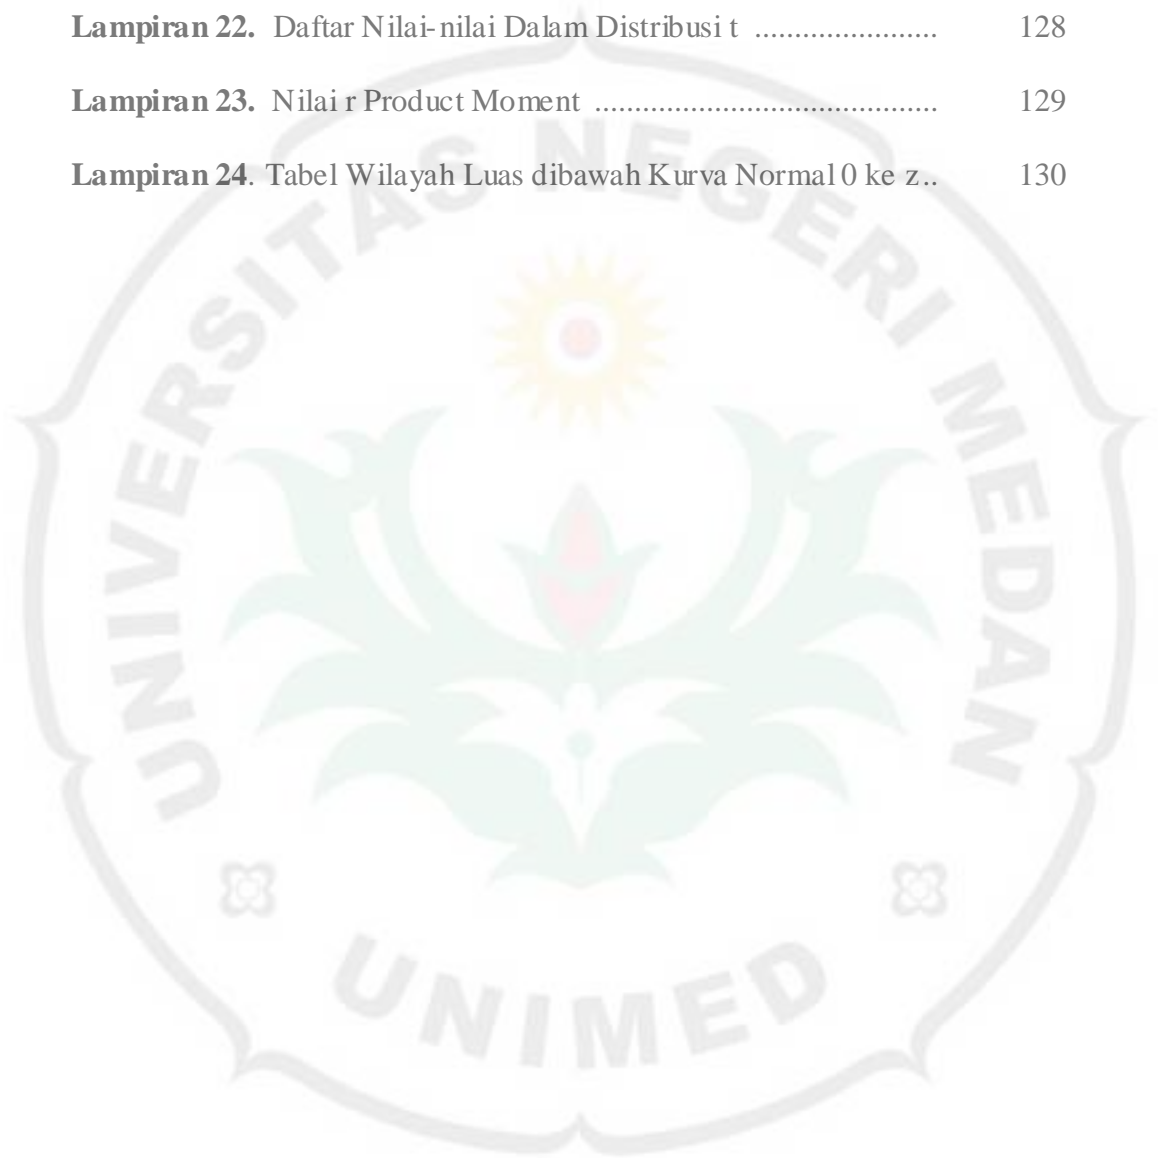 Lampiran 22. Daftar Nilai-nilai Dalam Distribusi t ....................... 128
Lampiran 23. Nilai r Product Moment ........................................... 129
Lampiran 24. Tabel Wilayah Luas dibawah Kurva Normal 0 ke z.. 130
UNIVERSITAS NEGERI MEDAN
UNIMED